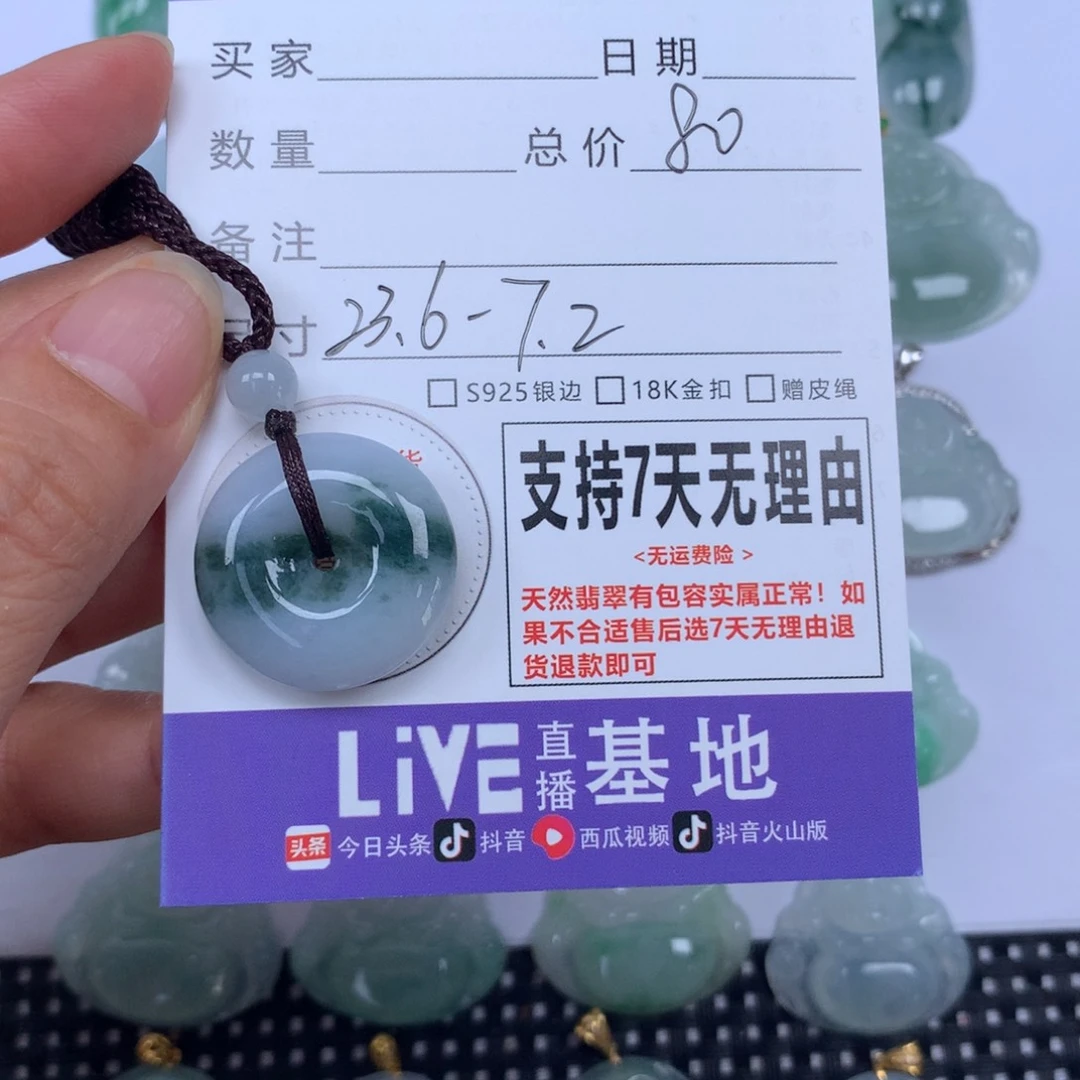 买家 日期
数量 总价 80
备注
尺寸 23.6-7.2
S925银边 18K金扣 赠皮绳
货
支持7天无理由
<无运费险 >
天然翡翠有包容实属正常！如
果不合适售后选7天无理由退
货退款即可
LiVE 直播 基地
头条 今日头条 抖音 西瓜视频 抖音火山版